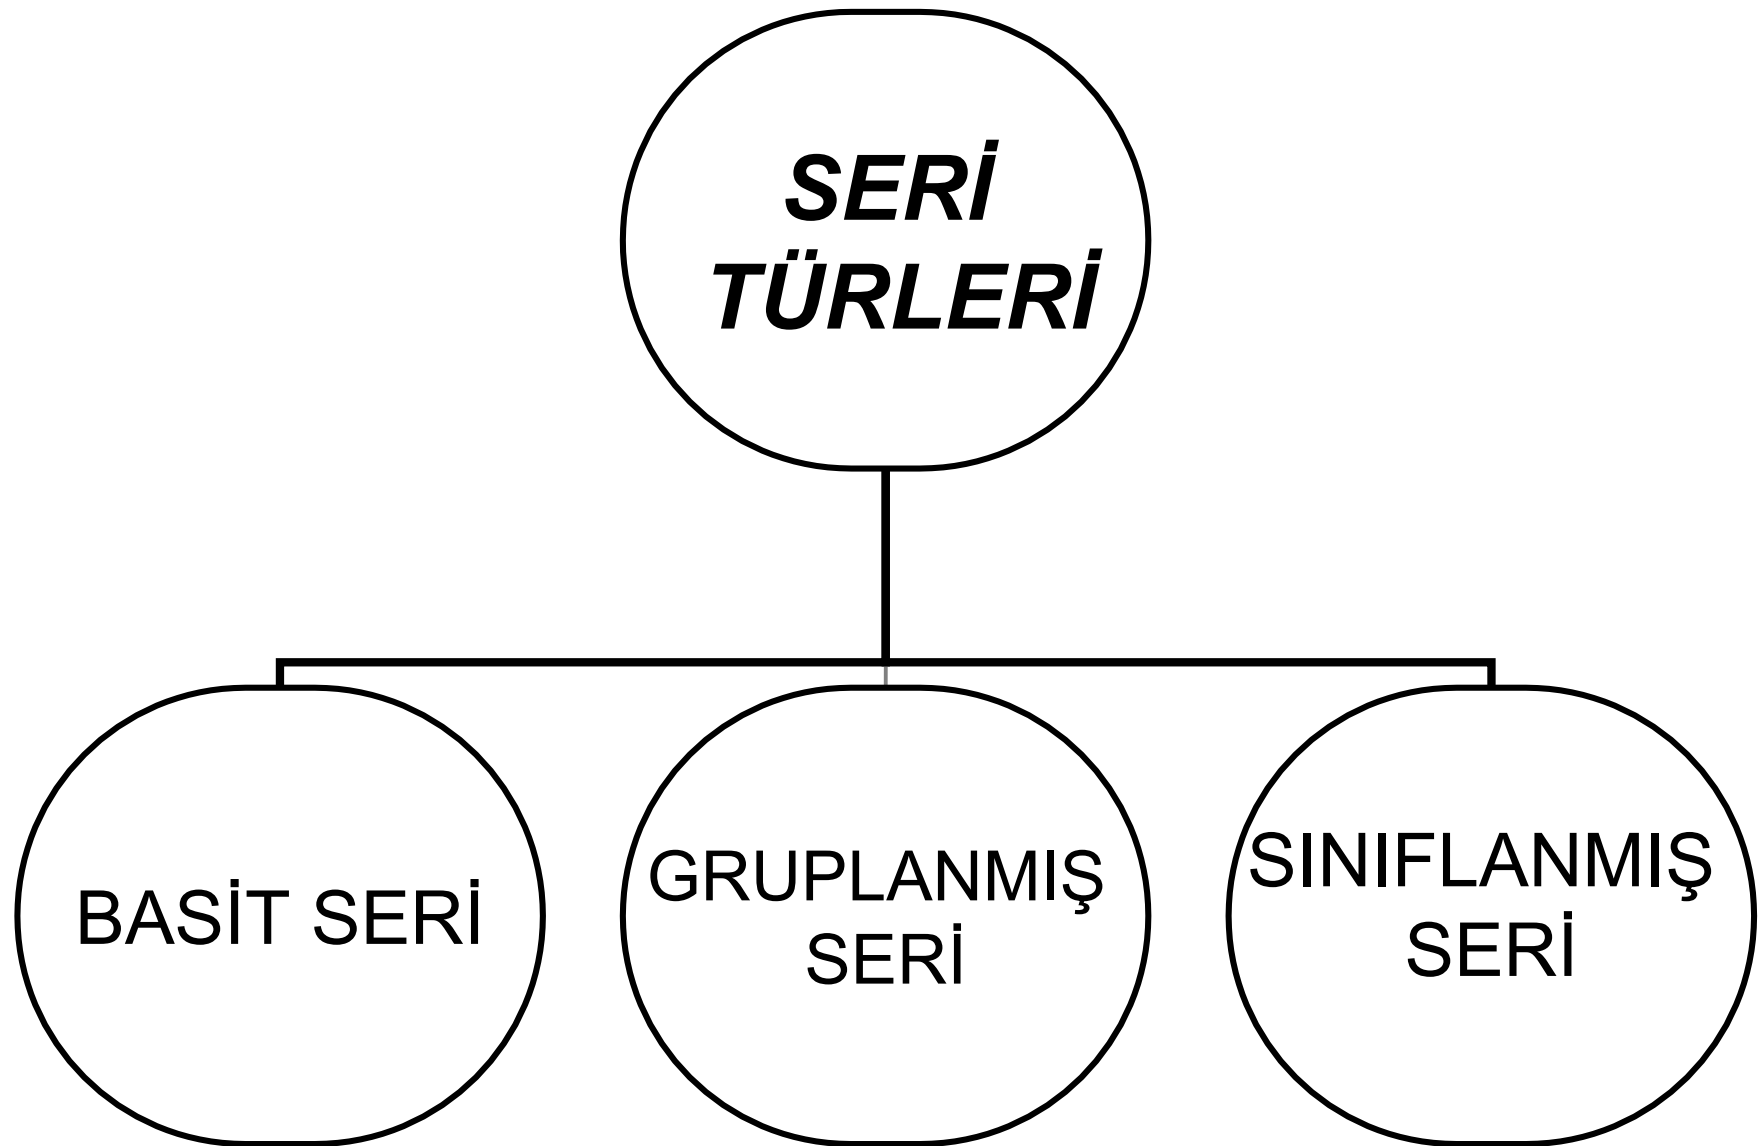 SERİ
TÜRLERİ
BASİT SERİ
GRUPLANMIŞ
SERİ
SINIFLANMIŞ
SERİ